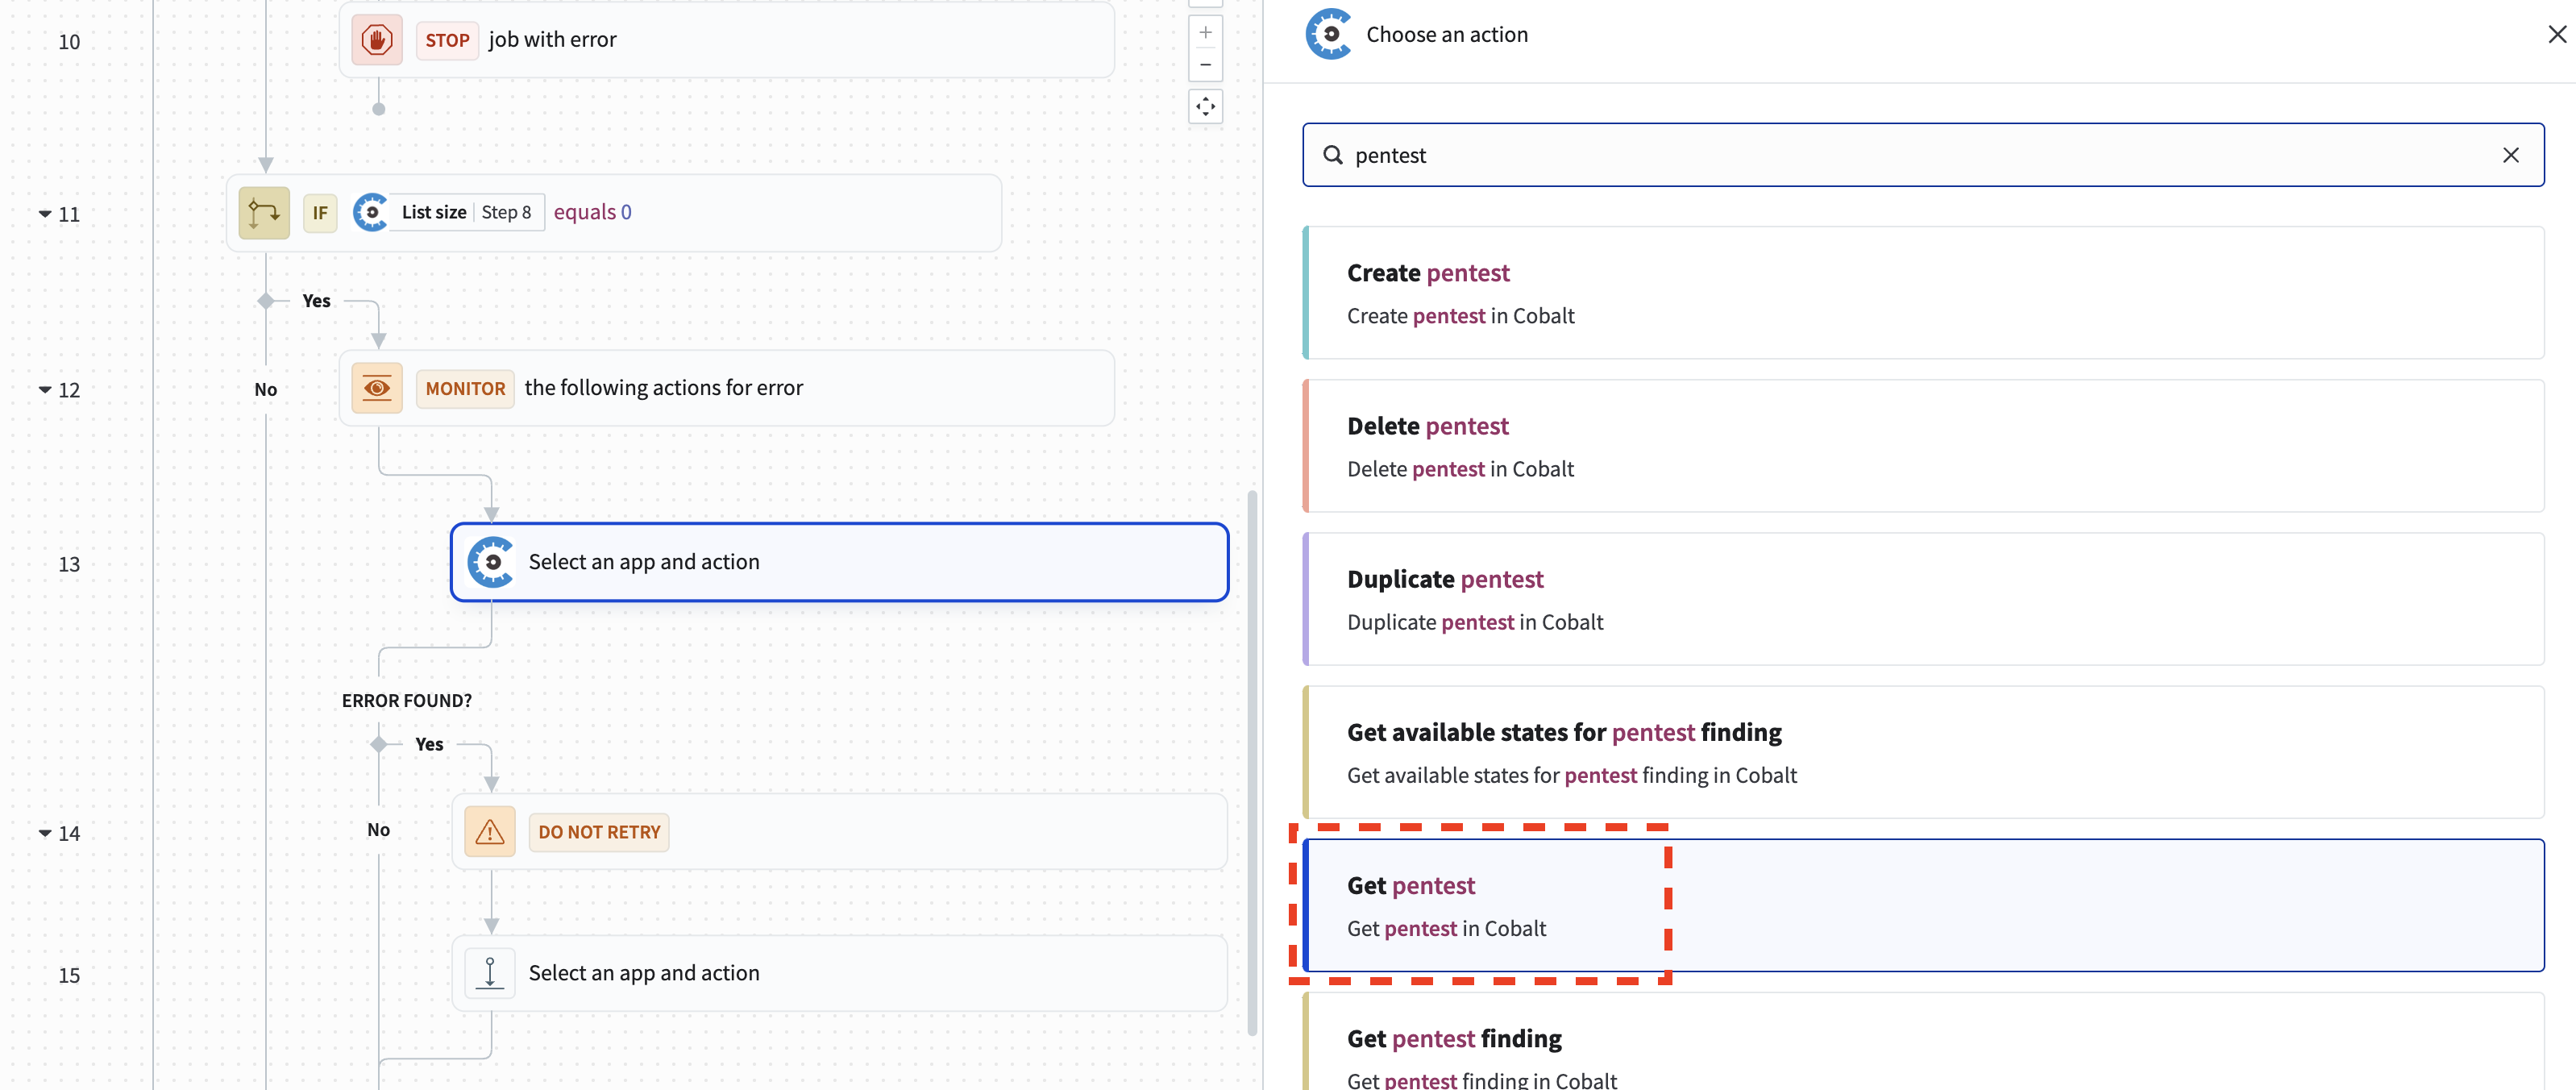 10
STOP job with error
11
IF List size Step 8 equals 0
Yes
12
No
MONITOR the following actions for error
13
Select an app and action
ERROR FOUND?
Yes
14
No
DO NOT RETRY
15
Select an app and action
Choose an action
pentest
Create pentest
Create pentest in Cobalt
Delete pentest
Delete pentest in Cobalt
Duplicate pentest
Duplicate pentest in Cobalt
Get available states for pentest finding
Get available states for pentest finding in Cobalt
Get pentest
Get pentest in Cobalt
Get pentest finding
Get pentest finding in Cobalt